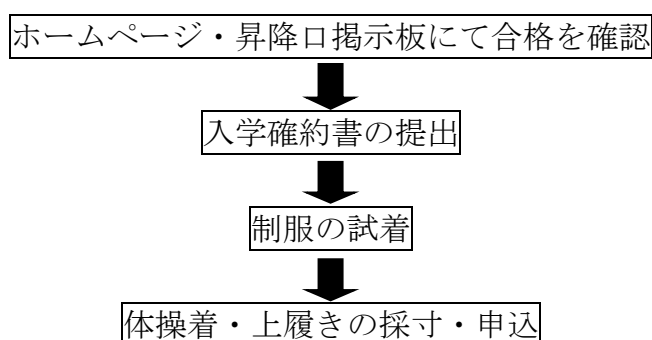 ホームページ・昇降口掲示板にて合格を確認
入学確約書の提出
制服の試着
体操着・上履きの採寸・申込